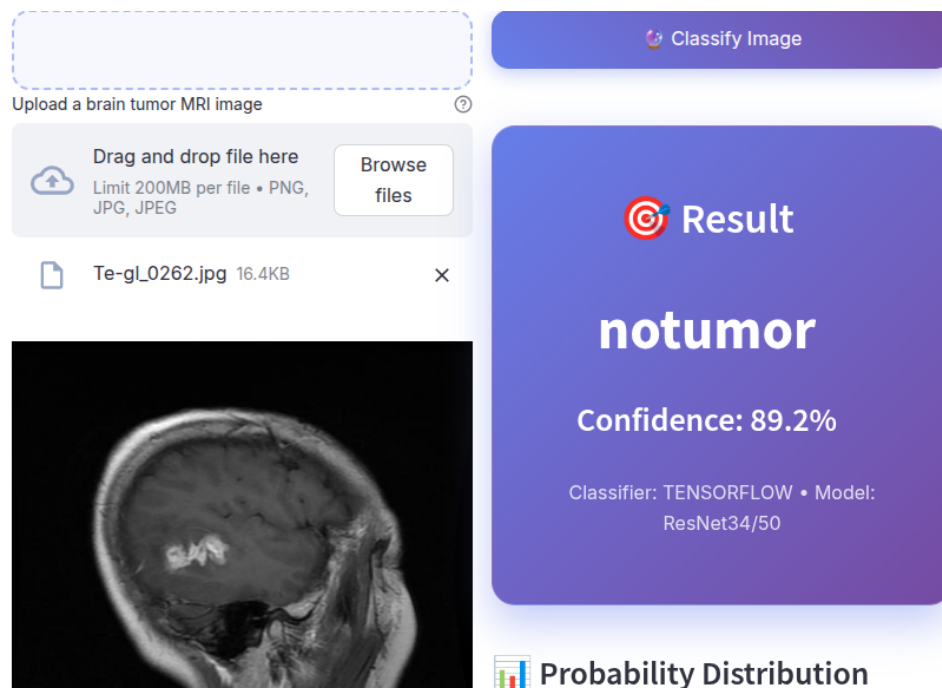 Upload a brain tumor MRI image
Drag and drop file here
Limit 200MB per file • PNG,
JPG, JPEG
Browse
files
Te-gl_0262.jpg 16.4KB
🔮 Classify Image
🎯 Result
notumor
Confidence: 89.2%
Classifier: TENSORFLOW • Model:
ResNet34/50
📊 Probability Distribution